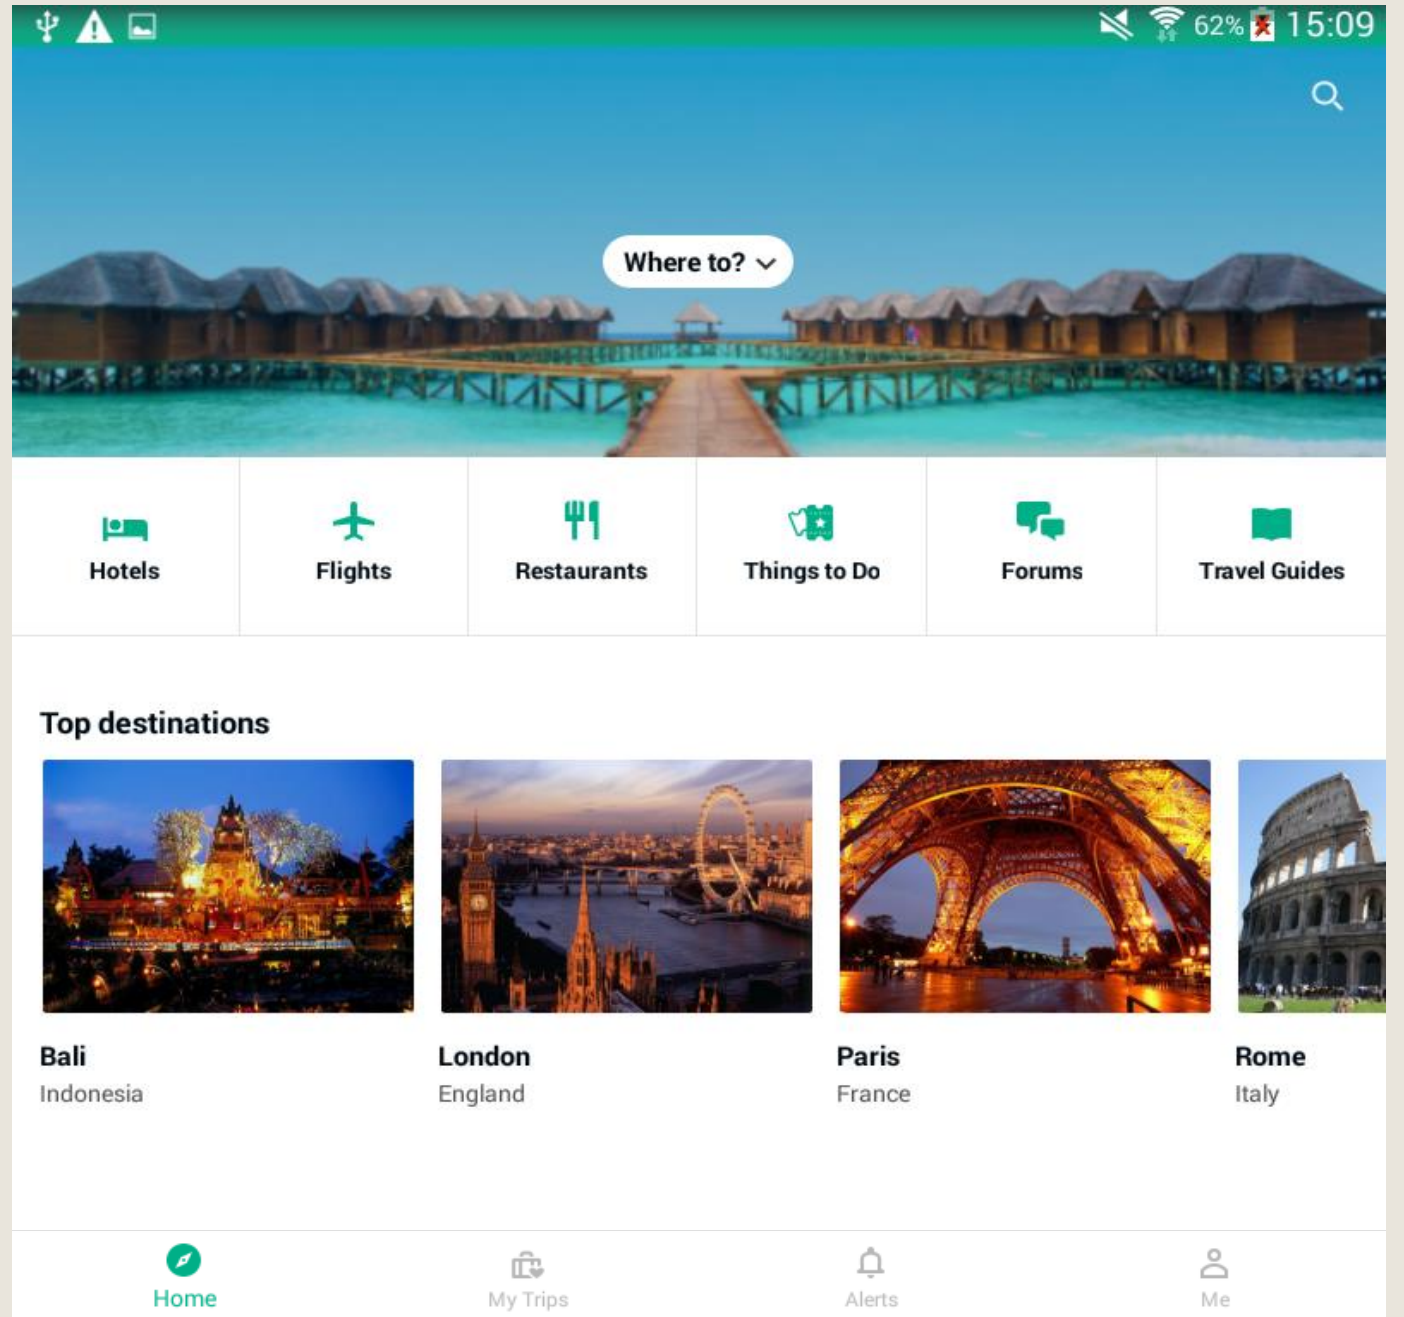 62% 15:09
Where to?
Hotels
Flights
Restaurants
Things to Do
Forums
Travel Guides
Top destinations
Bali
Indonesia
London
England
Paris
France
Rome
Italy
Home
My Trips
Alerts
Me